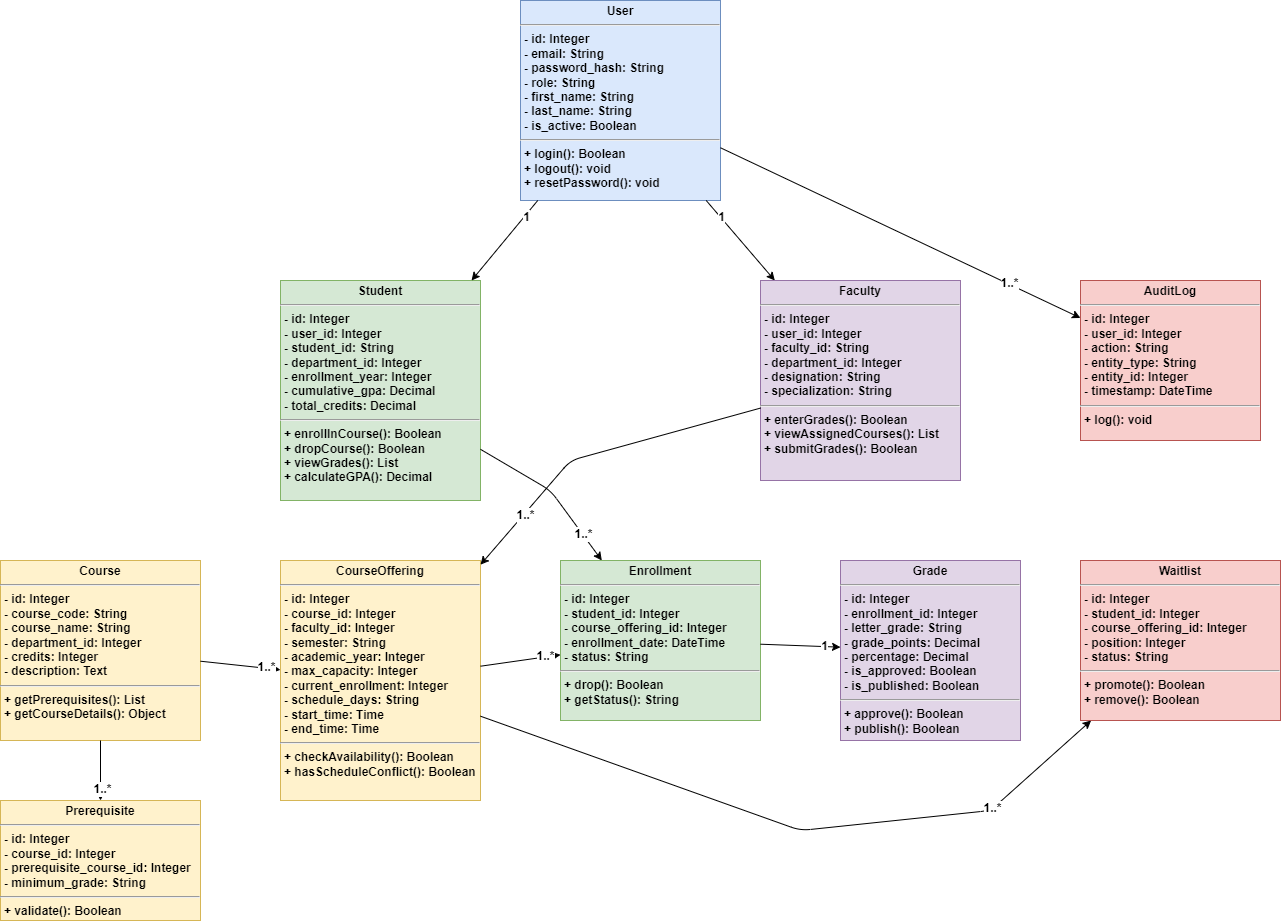 User
- id: Integer
- email: String
- password_hash: String
- role: String
- first_name: String
- last_name: String
- is_active: Boolean
+ login(): Boolean
+ logout(): void
+ resetPassword(): void
1
1
1..*
Student
- id: Integer
- user_id: Integer
- student_id: String
- department_id: Integer
- enrollment_year: Integer
- cumulative_gpa: Decimal
- total_credits: Decimal
+ enrollInCourse(): Boolean
+ dropCourse(): Boolean
+ viewGrades(): List
+ calculateGPA(): Decimal
Faculty
- id: Integer
- user_id: Integer
- faculty_id: String
- department_id: Integer
- designation: String
- specialization: String
+ enterGrades(): Boolean
+ viewAssignedCourses(): List
+ submitGrades(): Boolean
AuditLog
- id: Integer
- user_id: Integer
- action: String
- entity_type: String
- entity_id: Integer
- timestamp: DateTime
+ log(): void
1..*
1..*
Course
- id: Integer
- course_code: String
- course_name: String
- department_id: Integer
- credits: Integer
- description: Text
+ getPrerequisites(): List
+ getCourseDetails(): Object
1..*
CourseOffering
- id: Integer
- course_id: Integer
- faculty_id: Integer
- semester: String
- academic_year: Integer
- max_capacity: Integer
- current_enrollment: Integer
- schedule_days: String
- start_time: Time
- end_time: Time
+ checkAvailability(): Boolean
+ hasScheduleConflict(): Boolean
1..*
Enrollment
- id: Integer
- student_id: Integer
- course_offering_id: Integer
- enrollment_date: DateTime
- status: String
+ drop(): Boolean
+ getStatus(): String
1
Grade
- id: Integer
- enrollment_id: Integer
- letter_grade: String
- grade_points: Decimal
- percentage: Decimal
- is_approved: Boolean
- is_published: Boolean
+ approve(): Boolean
+ publish(): Boolean
Waitlist
- id: Integer
- student_id: Integer
- course_offering_id: Integer
- position: Integer
- status: String
+ promote(): Boolean
+ remove(): Boolean
1..*
1..*
Prerequisite
- id: Integer
- course_id: Integer
- prerequisite_course_id: Integer
- minimum_grade: String
+ validate(): Boolean